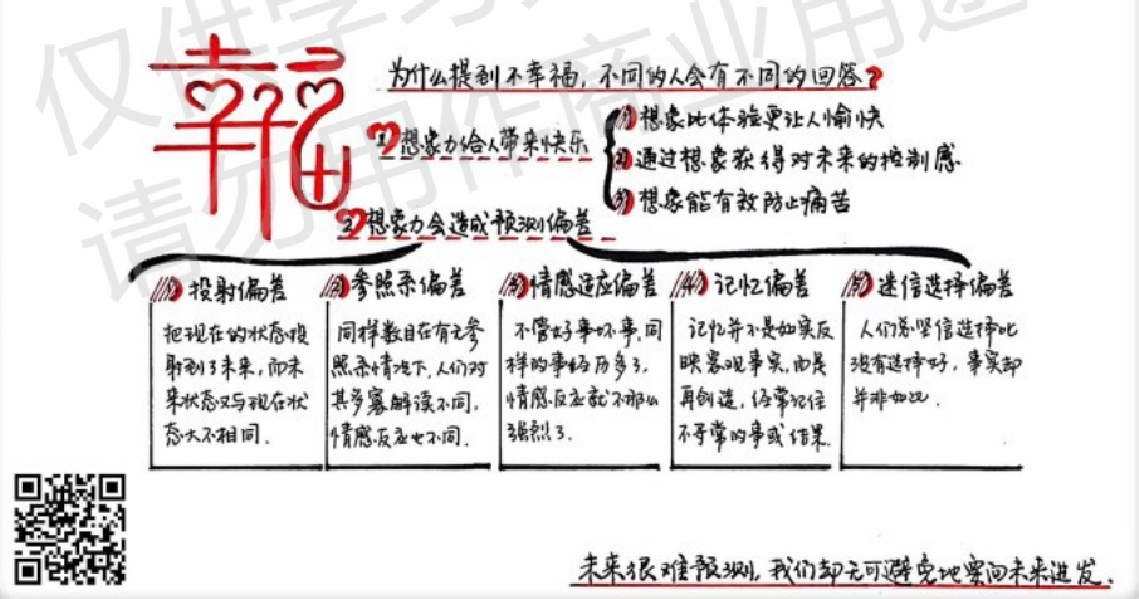 仅供学习
请勿用作商业用途
幸福
为什么提到不幸福，不同的人会有不同的回答？
1 想象力给人带来快乐
1) 想象比体验更让人愉快
2) 通过想象获得对未来的控制感
3) 想象能有效防止痛苦
2 想象力会造成预测偏差
(1) 投射偏差
把现在的状态投
射到了未来，而未
来状态又与现在状
态大不相同．
(2) 参照系偏差
同样数目在有无参
照系情况下，人们对
其多寡解读不同，
情感反应也不同．
(3) 情感适应偏差
不管好事坏事，同
样的事经历多了，
情感反应就不那么
强烈了．
(4) 记忆偏差
记忆并不是如实反
映客观事实，而是
再创造，经常记住
不寻常的事或结果．
(5) 迷信选择偏差
人们总坚信选择比
没有选择好，事实却
并非如此．
未来很难预测，我们却无可避免地要向未来进发．